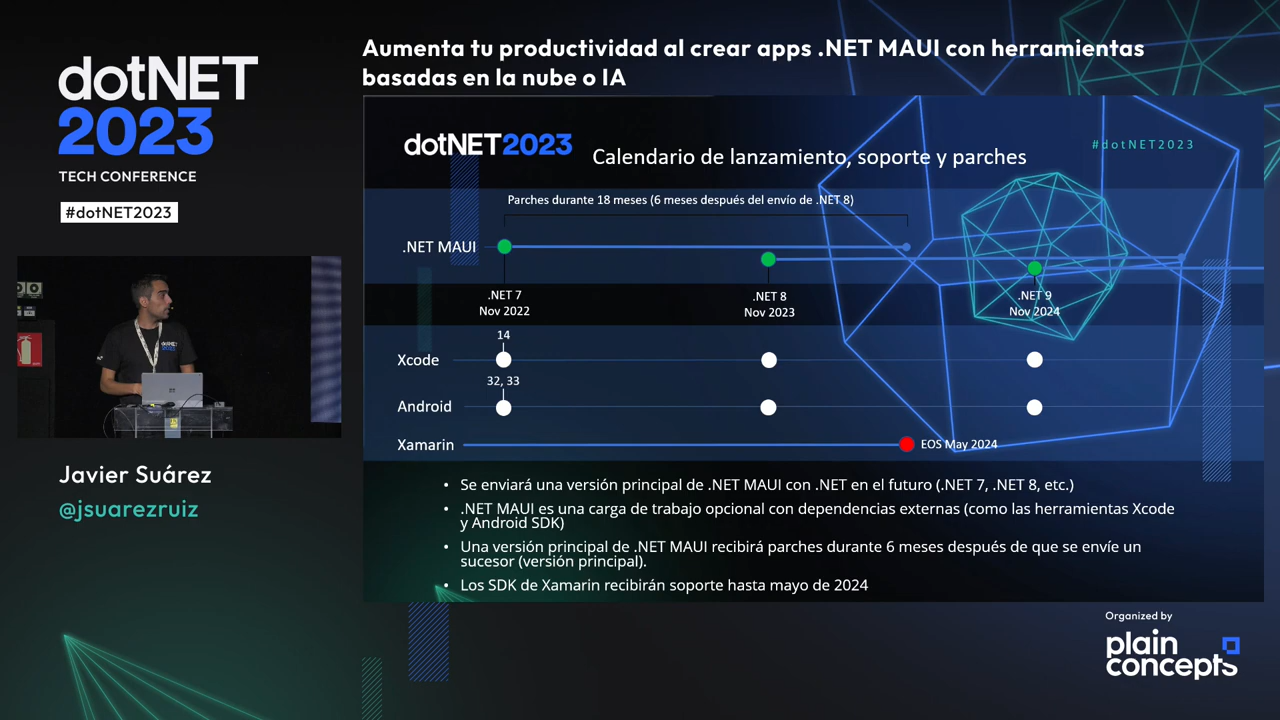 dotNET
2023
TECH CONFERENCE
#dotNET2023
Javier Suárez
@jsuarezruiz
Aumenta tu productividad al crear apps .NET MAUI con herramientas
basadas en la nube o IA
dotNET2023
Calendario de lanzamiento, soporte y parches
#dotNET2023
Parches durante 18 meses (6 meses después del envío de .NET 8)
.NET MAUI
.NET 7
Nov 2022
.NET 8
Nov 2023
.NET 9
Nov 2024
14
Xcode
32, 33
Android
Xamarin
EOS May 2024
• Se enviará una versión principal de .NET MAUI con .NET en el futuro (.NET 7, .NET 8, etc.)
• .NET MAUI es una carga de trabajo opcional con dependencias externas (como las herramientas Xcode
y Android SDK)
• Una versión principal de .NET MAUI recibirá parches durante 6 meses después de que se envíe un
sucesor (versión principal).
• Los SDK de Xamarin recibirán soporte hasta mayo de 2024
Organized by
plain
concepts